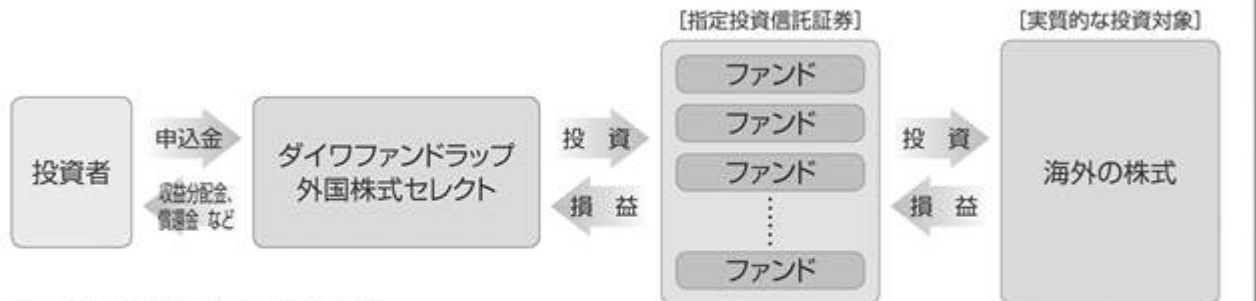 [指定投資信託証券]
[実質的な投資対象]
投資者
申込金
収益分配金、
償還金 など
ダイワファンドラップ
外国株式セレクト
投 資
損 益
ファンド
ファンド
ファンド
ファンド
投 資
損 益
海外の株式